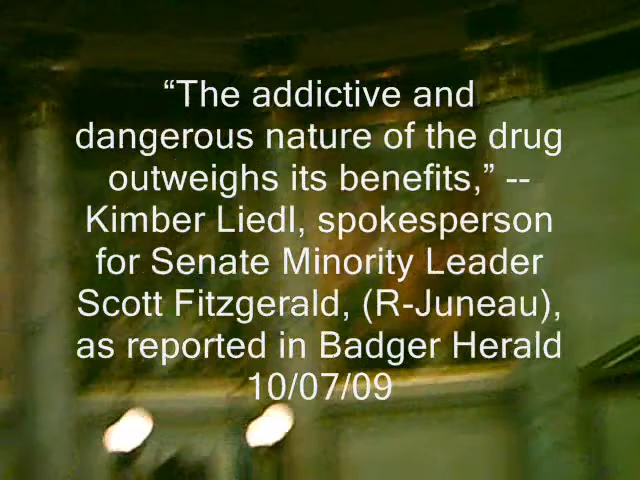 “The addictive and
dangerous nature of the drug
outweighs its benefits,” --
Kimber Liedl, spokesperson
for Senate Minority Leader
Scott Fitzgerald, (R-Juneau),
as reported in Badger Herald
10/07/09